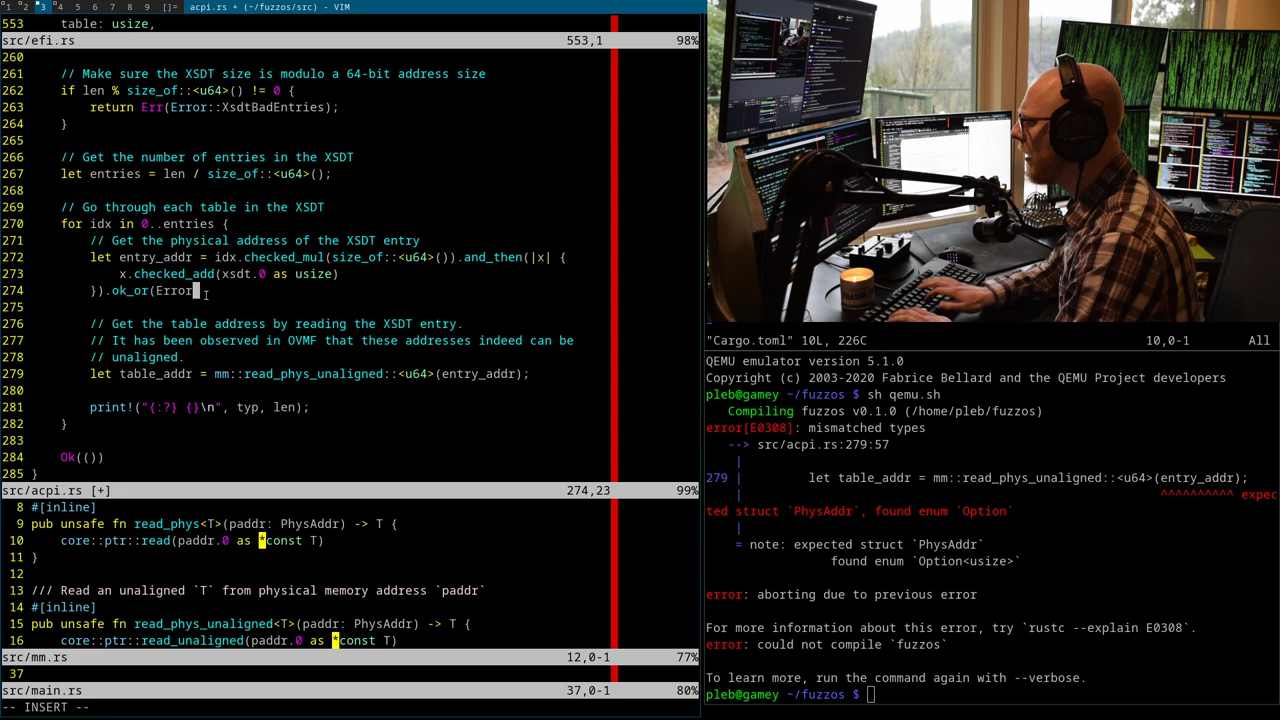 1 2 3 4 5 6 7 8 9 []= acpi.rs + (~/fuzzos/src) - VIM
553     table: usize,
src/efi.rs 553,1 98%
260
261     // Make sure the XSDT size is modulo a 64-bit address size
262     if len % size_of::<u64>() != 0 {
263         return Err(Error::XsdtBadEntries);
264     }
265
266     // Get the number of entries in the XSDT
267     let entries = len / size_of::<u64>();
268
269     // Go through each table in the XSDT
270     for idx in 0..entries {
271         // Get the physical address of the XSDT entry
272         let entry_addr = idx.checked_mul(size_of::<u64>()).and_then(|x| {
273             x.checked_add(xsdt.0 as usize)
274         }).ok_or(Error
275
276         // Get the table address by reading the XSDT entry.
277         // It has been observed in OVMF that these addresses indeed can be
278         // unaligned.
279         let table_addr = mm::read_phys_unaligned::<u64>(entry_addr);
280
281         print!("{:?} {}\n", typ, len);
282     }
283
284     Ok(())
285 }
src/acpi.rs [+] 274,23 99%
8 #[inline]
9 pub unsafe fn read_phys<T>(paddr: PhysAddr) -> T {
10     core::ptr::read(paddr.0 as *const T)
11 }
12
13 /// Read an unaligned `T` from physical memory address `paddr`
14 #[inline]
15 pub unsafe fn read_phys_unaligned<T>(paddr: PhysAddr) -> T {
16     core::ptr::read_unaligned(paddr.0 as *const T)
src/mm.rs 12,0-1 77%
37
src/main.rs 37,0-1 80%
-- INSERT --
"Cargo.toml" 10L, 226C 10,0-1 All
QEMU emulator version 5.1.0
Copyright (c) 2003-2020 Fabrice Bellard and the QEMU Project developers
pleb@gamey ~/fuzzos $ sh qemu.sh
   Compiling fuzzos v0.1.0 (/home/pleb/fuzzos)
error[E0308]: mismatched types
   --> src/acpi.rs:279:57
    |
279 |         let table_addr = mm::read_phys_unaligned::<u64>(entry_addr);
    |                                                         ^^^^^^^^^^ expec
ted struct `PhysAddr`, found enum `Option`
    |
    = note: expected struct `PhysAddr`
                 found enum `Option<usize>`
error: aborting due to previous error
For more information about this error, try `rustc --explain E0308`.
error: could not compile `fuzzos`
To learn more, run the command again with --verbose.
pleb@gamey ~/fuzzos $